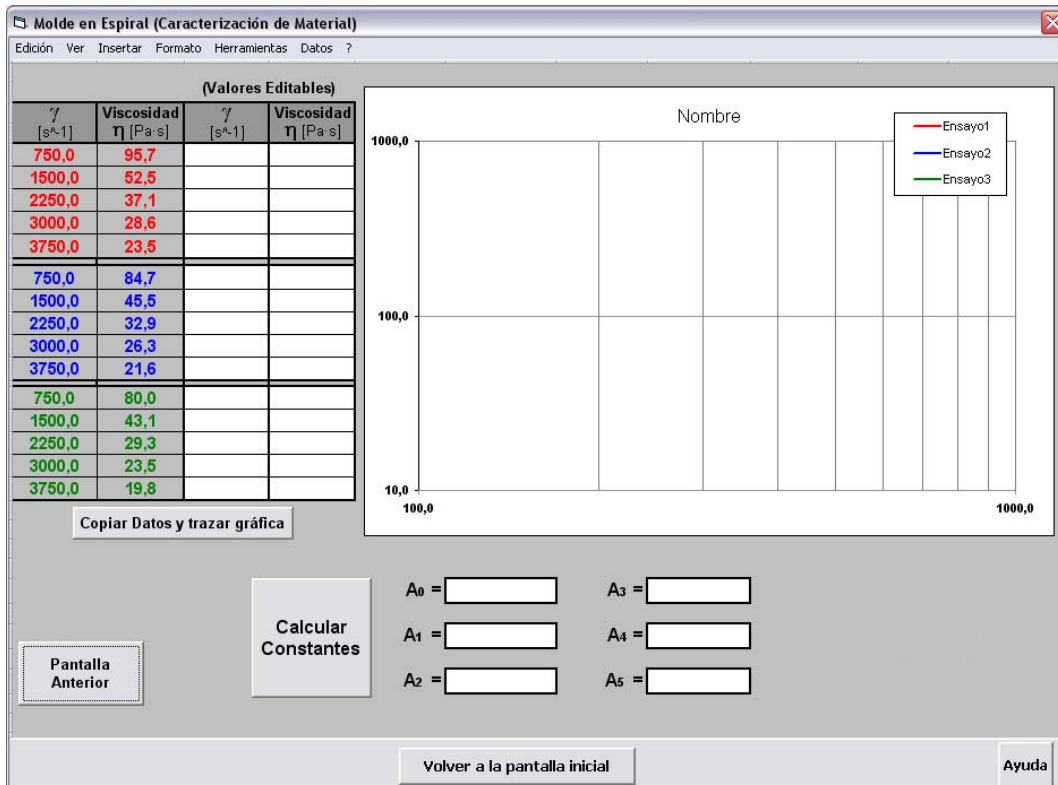 Molde en Espiral (Caracterización de Material)
Edición Ver Insertar Formato Herramientas Datos ?
(Valores Editables)
γ Viscosidad γ Viscosidad
[s^-1] η [Pa·s] [s^-1] η [Pa·s]
750,0 95,7
1500,0 52,5
2250,0 37,1
3000,0 28,6
3750,0 23,5
750,0 84,7
1500,0 45,5
2250,0 32,9
3000,0 26,3
3750,0 21,6
750,0 80,0
1500,0 43,1
2250,0 29,3
3000,0 23,5
3750,0 19,8
Copiar Datos y trazar gráfica
Nombre
Ensayo1
Ensayo2
Ensayo3
1000,0
100,0
10,0
100,0 1000,0
Calcular
Constantes
A0 = A3 =
A1 = A4 =
A2 = A5 =
Pantalla
Anterior
Volver a la pantalla inicial
Ayuda